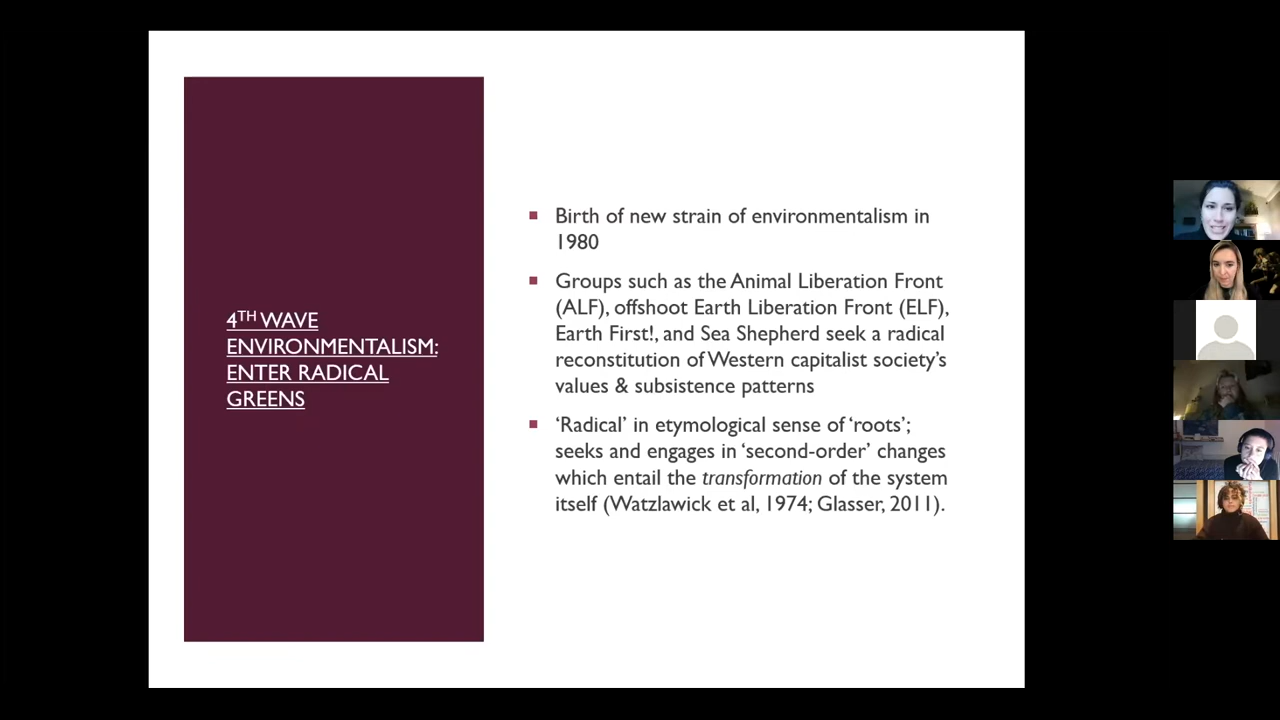 4TH WAVE
ENVIRONMENTALISM:
ENTER RADICAL
GREENS
Birth of new strain of environmentalism in
1980
Groups such as the Animal Liberation Front
(ALF), offshoot Earth Liberation Front (ELF),
Earth First!, and Sea Shepherd seek a radical
reconstitution of Western capitalist society’s
values & subsistence patterns
‘Radical’ in etymological sense of ‘roots’;
seeks and engages in ‘second-order’ changes
which entail the transformation of the system
itself (Watzlawick et al, 1974; Glasser, 2011).